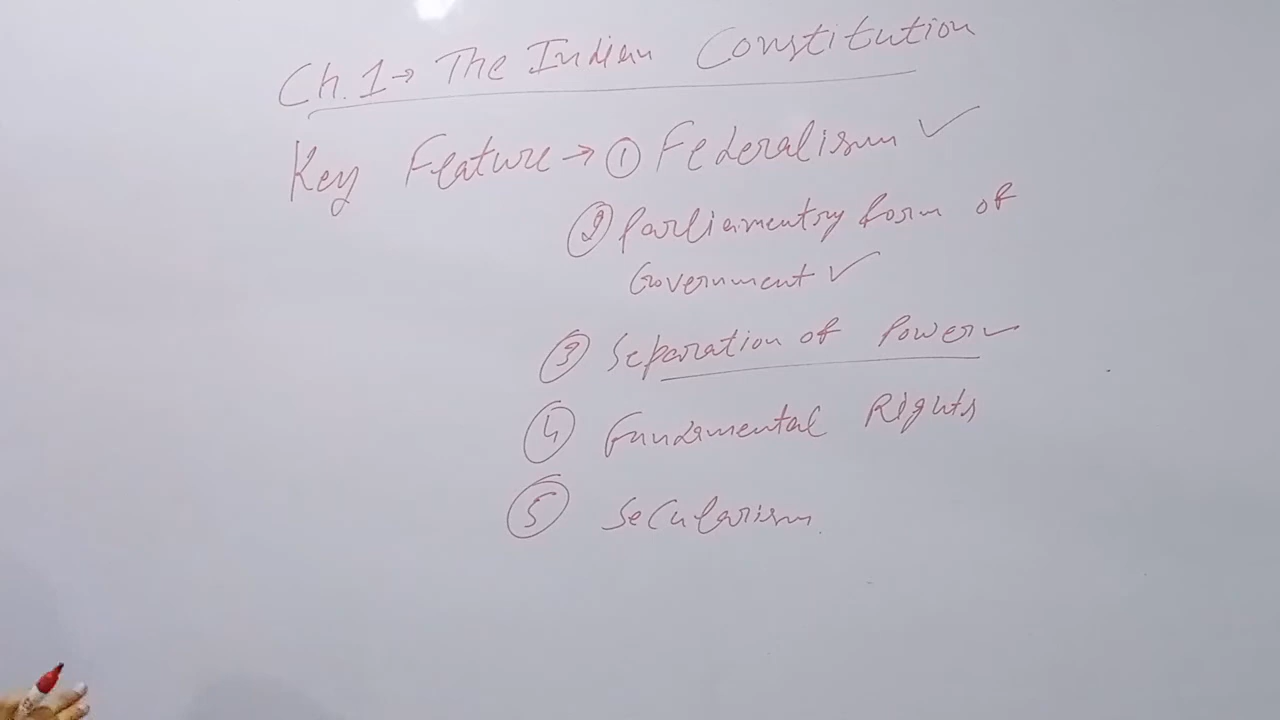 Ch.1→ The Indian Constitution
Key Feature → ① Federalism ✓
② Parliamentry form of
Government ✓
③ Separation of Power ✓
④ Fundamental Rights
⑤ Secularism